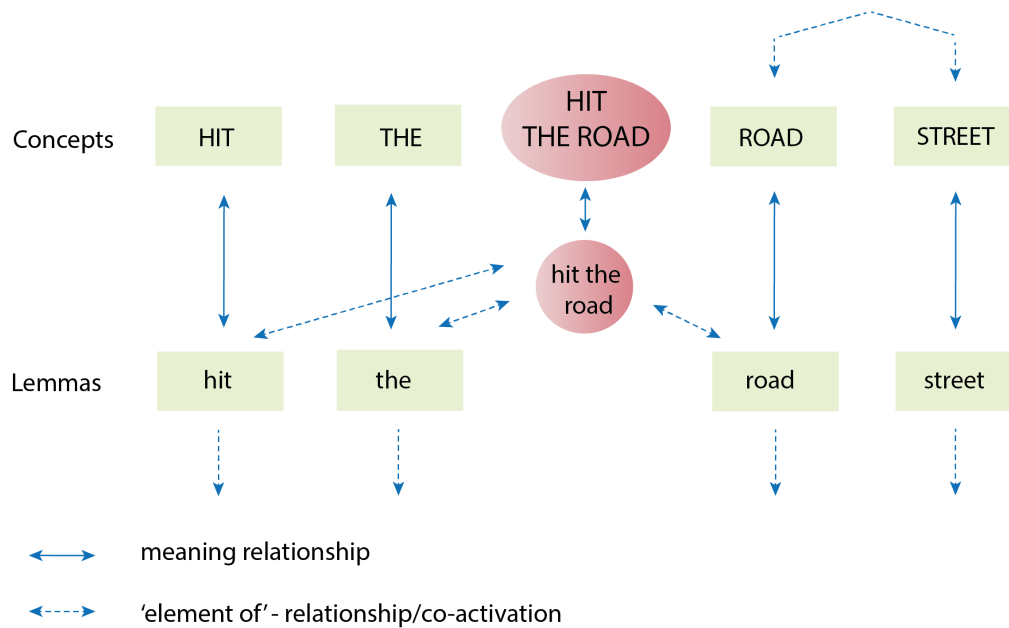 HIT
THE ROAD
Concepts
HIT
THE
ROAD
STREET
hit the
road
Lemmas
hit
the
road
street
meaning relationship
‘element of’ - relationship/co-activation